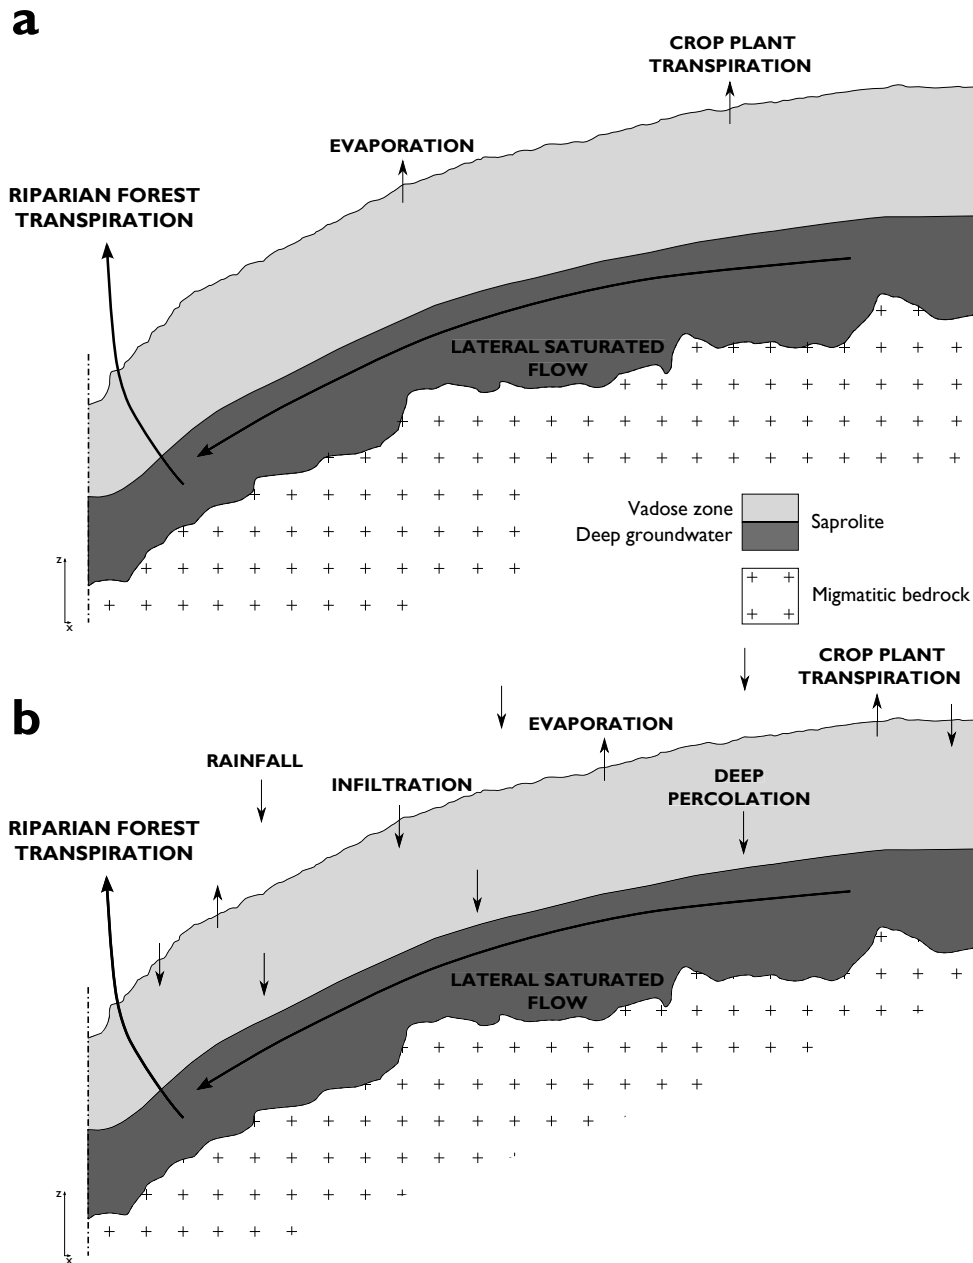 a
CROP PLANT
TRANSPIRATION
EVAPORATION
RIPARIAN FOREST
TRANSPIRATION
LATERAL SATURATED
FLOW
Vadose zone
Deep groundwater
Saprolite
Migmatitic bedrock
z
x
b
CROP PLANT
TRANSPIRATION
EVAPORATION
RAINFALL
INFILTRATION
DEEP
PERCOLATION
RIPARIAN FOREST
TRANSPIRATION
LATERAL SATURATED
FLOW
z
x